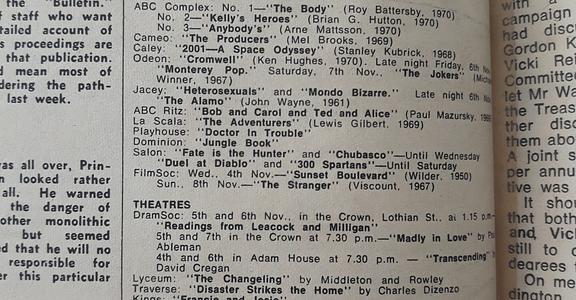 the "Bulletin."
f staff who want
tailed account of
s proceedings are
that publication.
d mean most of
dering the path-
last week.
was all over, Prin-
n looked rather
all. He warned
the danger of
other monolithic
but seemed
d that he will no
responsible for
er this particular
ABC Complex: No. 1—"The Body" (Roy Battersby, 1970)
No. 2—"Kelly's Heroes" (Brian G. Hutton, 1970)
No. 3—"Anybody's" (Arne Mattsson, 1970)
Cameo: "The Producers" (Mel Brooks, 1969)
Caley: "2001—A Space Odyssey" (Stanley Kubrick, 1968)
Odeon: "Cromwell" (Ken Hughes, 1970). Late night Friday, 6th
"Monterey Pop." Saturday, 7th Nov., "The Jokers"
Winner, 1967)
Jacey: "Heterosexuals" and "Mondo Bizarre." Late night 6th
"The Alamo" (John Wayne, 1961)
ABC Ritz: "Bob and Carol and Ted and Alice" (Paul Mazursky,
La Scala: "The Adventurers" (Lewis Gilbert, 1969)
Playhouse: "Doctor In Trouble"
Dominion: "Jungle Book"
Salon: "Fate is the Hunter" and "Chubasco"—Until Wednesday
"Duel at Diablo" and "300 Spartans"—Until Saturday
FilmSoc: Wed., 4th Nov.—"Sunset Boulevard" (Wilder, 1950)
Sun., 8th Nov.—"The Stranger" (Viscount, 1967)
THEATRES
DramSoc: 5th and 6th Nov., in the Crown, Lothian St., at 1.15 p.m.
"Readings from Leacock and Milligan"
5th and 7th in the Crown at 7.30 p.m.—"Madly in Love" by
Ableman
4th and 6th in Adam House at 7.30 p.m. — "Transcending"
David Cregan
Lyceum: "The Changeling" by Middleton and Rowley
Traverse: "Disaster Strikes the Home" by Charles Dizenzo
Kings: "Francie and Josie"
with a
campaign
had disc
Gordon K
Vicki Rei
Committee
let Mr Wa
the Treas
ther disc
them abo
A joint s
per annu
tive was
It shou
that both
and, Vick
still to
degrees f
On me
dington,